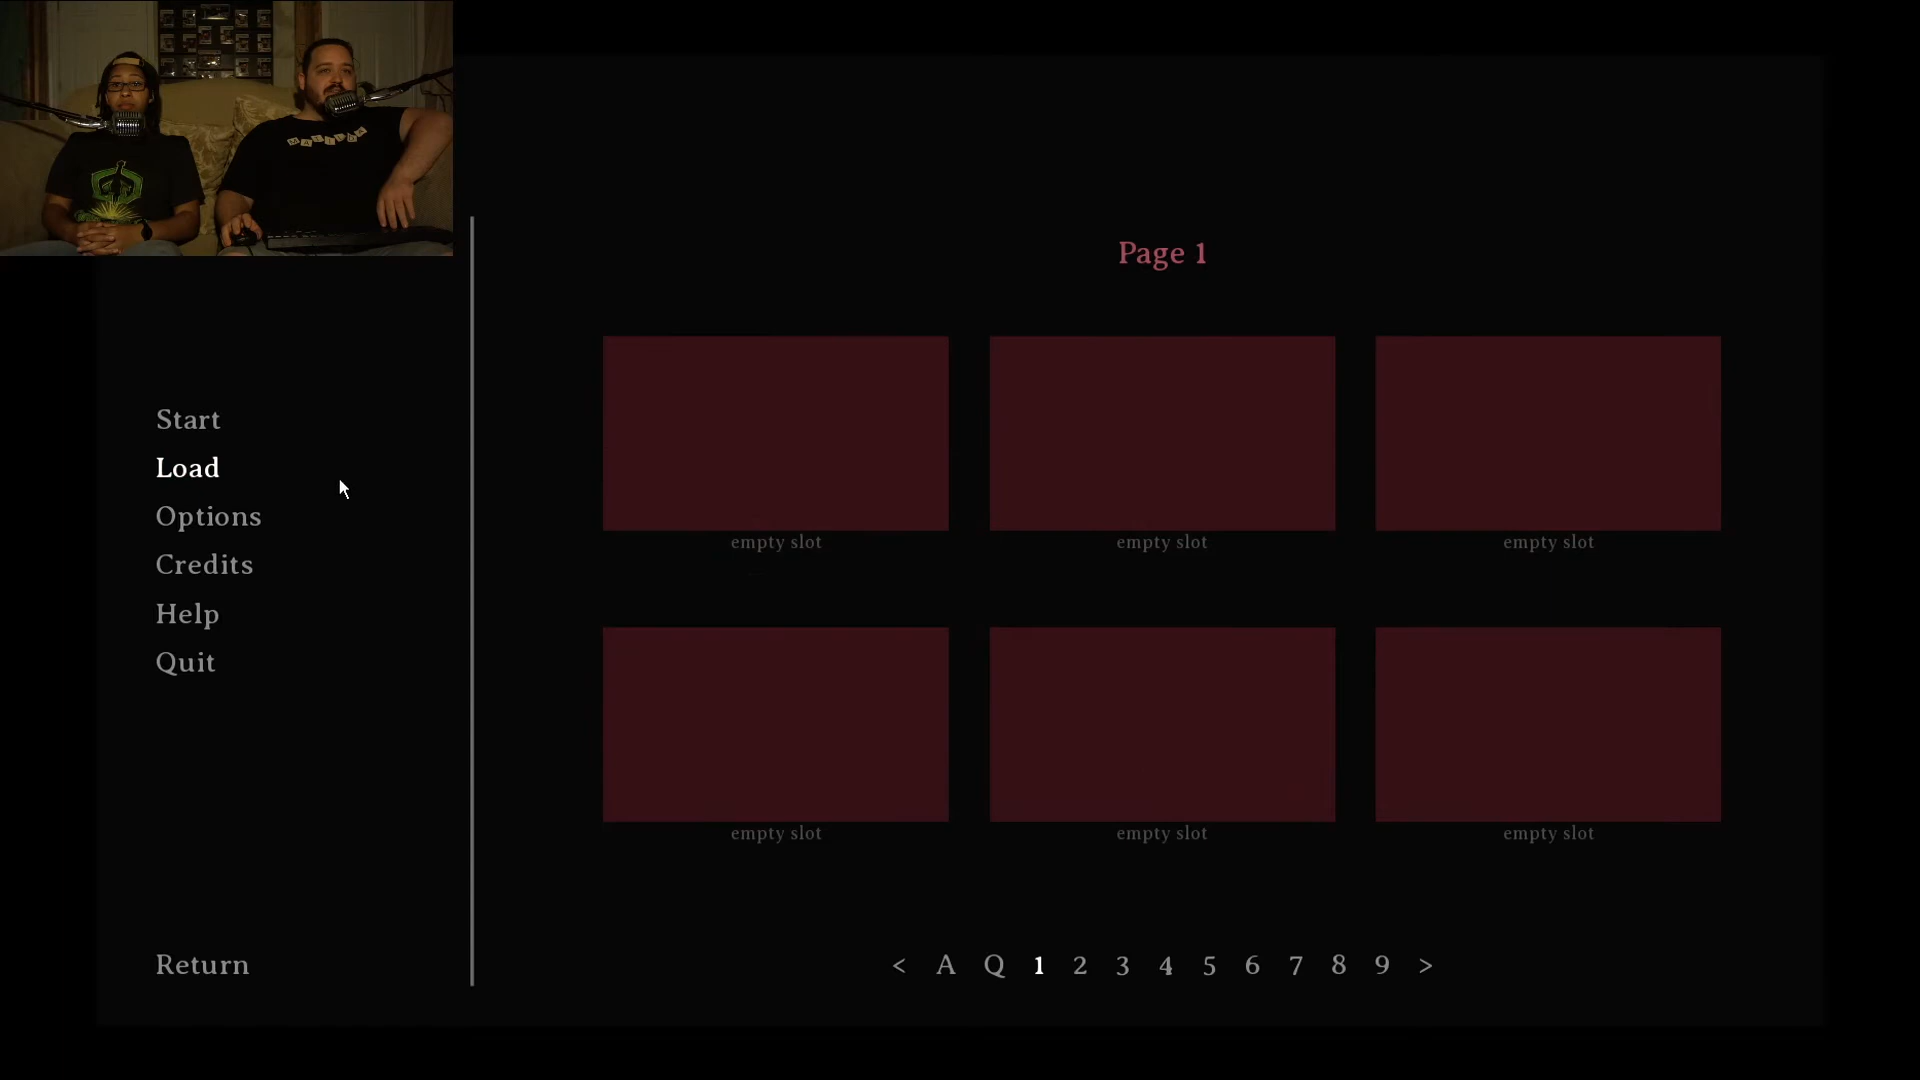 Page 1
Start
Load
Options
Credits
Help
Quit
Return
empty slot
empty slot
empty slot
empty slot
empty slot
empty slot
< A Q 1 2 3 4 5 6 7 8 9 >